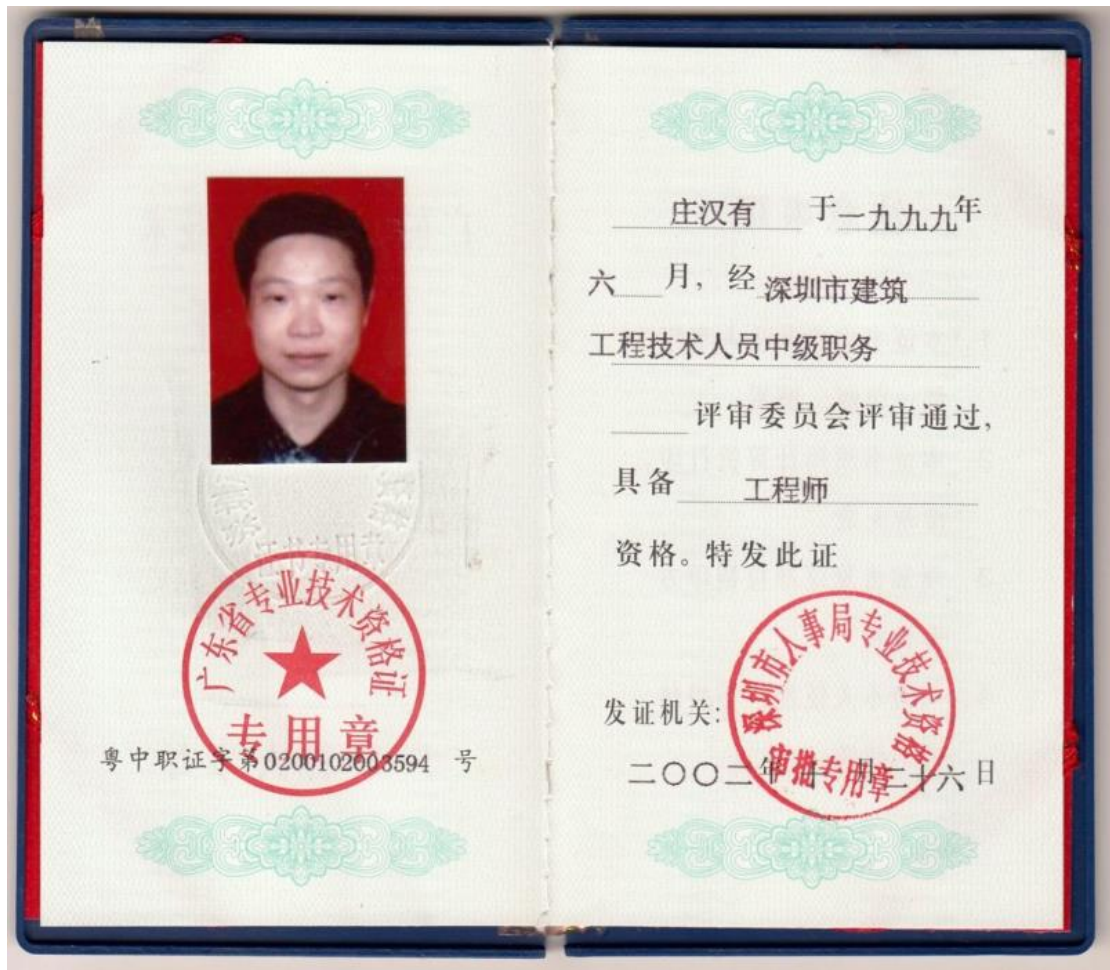 广东省专业技术资格证
专用章
粤中职证字第0200102003594 号
庄汉有 于一九九九年
六 月，经 深圳市建筑
工程技术人员中级职务
评审委员会评审通过，
具备 工程师
资格。特发此证
深圳市人事局专业技术资格
审批专用章
发证机关：
二〇〇二年 月二十六日